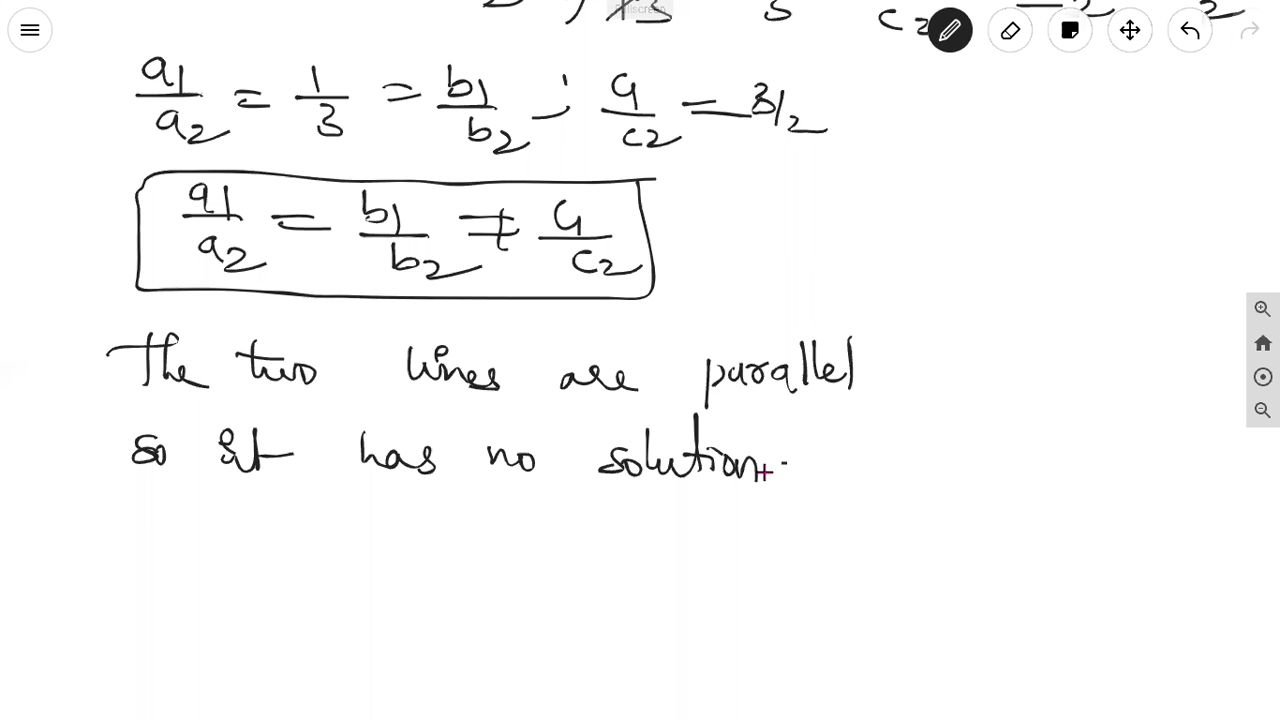 a1/a2 = 1/3 = b1/b2 ; c1/c2 = 3/2
a1/a2 = b1/b2 ≠ c1/c2
The two lines are parallel
so it has no solution.